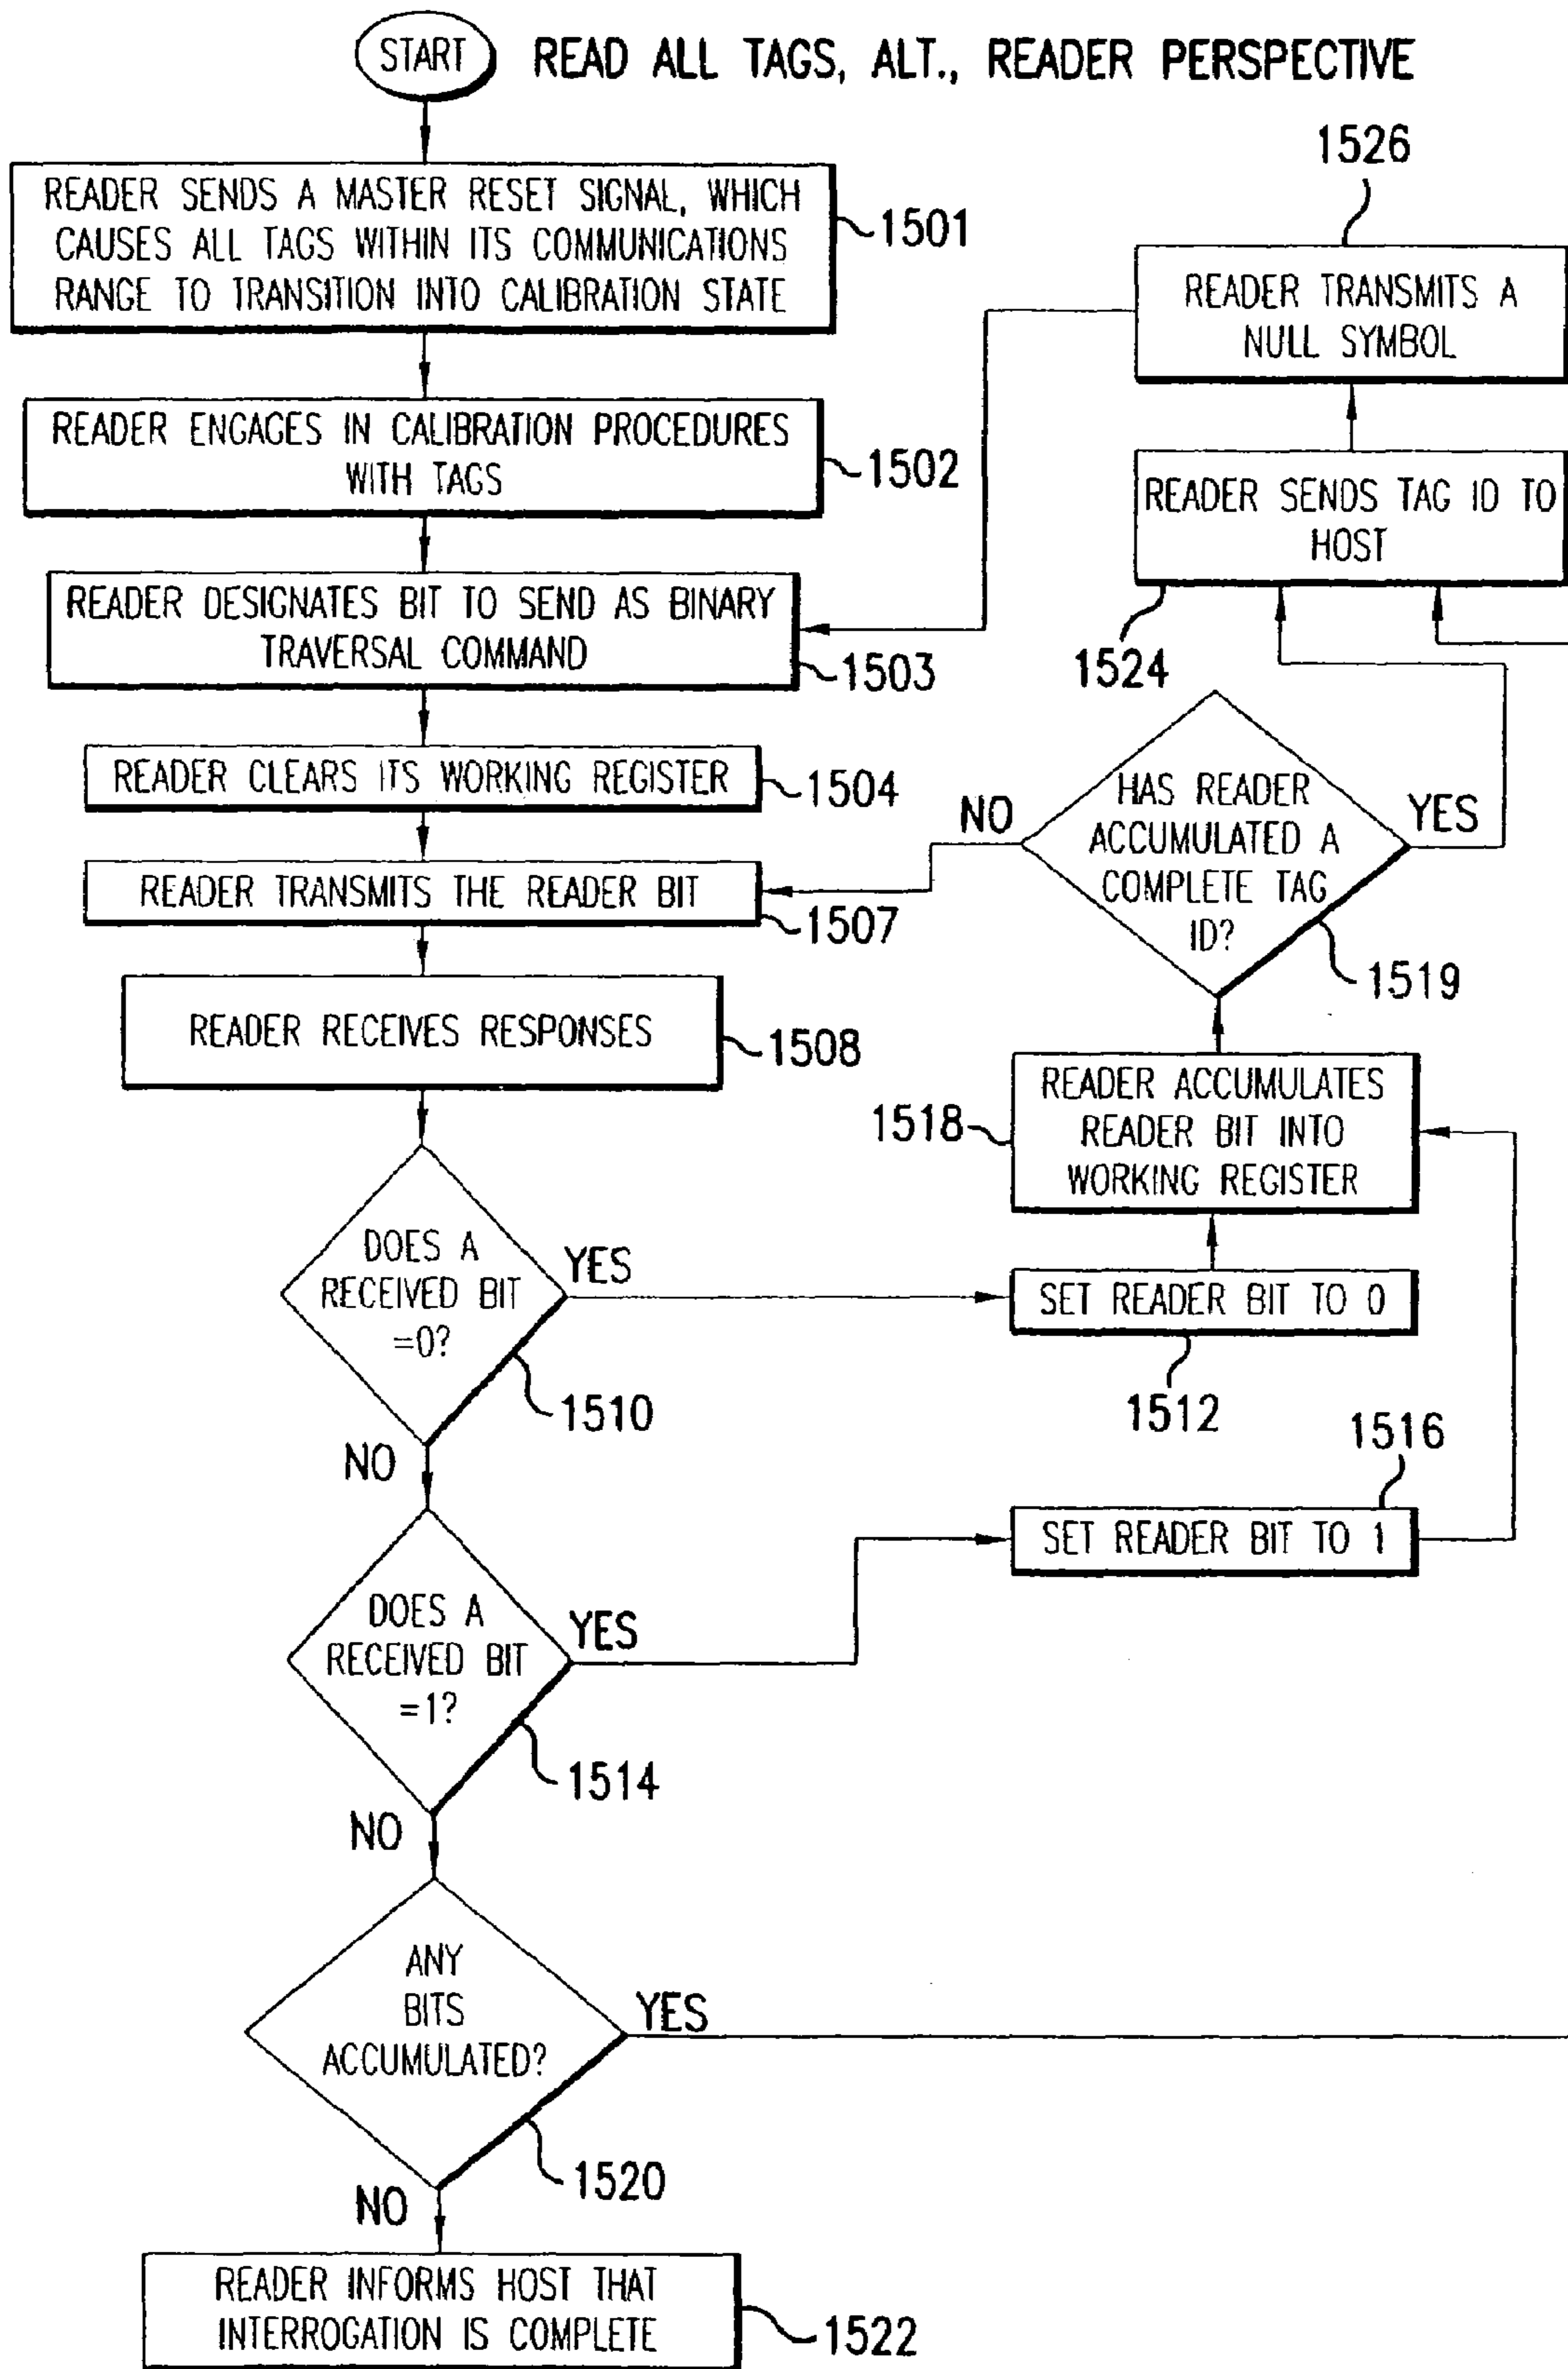 START
READ ALL TAGS, ALT., READER PERSPECTIVE
READER SENDS A MASTER RESET SIGNAL, WHICH
CAUSES ALL TAGS WITHIN ITS COMMUNICATIONS
RANGE TO TRANSITION INTO CALIBRATION STATE
1501
READER ENGAGES IN CALIBRATION PROCEDURES
WITH TAGS
1502
READER DESIGNATES BIT TO SEND AS BINARY
TRAVERSAL COMMAND
1503
READER CLEARS ITS WORKING REGISTER
1504
READER TRANSMITS THE READER BIT
1507
READER RECEIVES RESPONSES
1508
DOES A
RECEIVED BIT
=0?
YES
1510
NO
DOES A
RECEIVED BIT
=1?
YES
1514
NO
ANY
BITS
ACCUMULATED?
YES
1520
NO
READER INFORMS HOST THAT
INTERROGATION IS COMPLETE
1522
1526
READER TRANSMITS A
NULL SYMBOL
READER SENDS TAG ID TO
HOST
1524
HAS READER
ACCUMULATED A
COMPLETE TAG
ID?
NO
YES
1519
READER ACCUMULATES
READER BIT INTO
WORKING REGISTER
1518
SET READER BIT TO 0
1512
1516
SET READER BIT TO 1